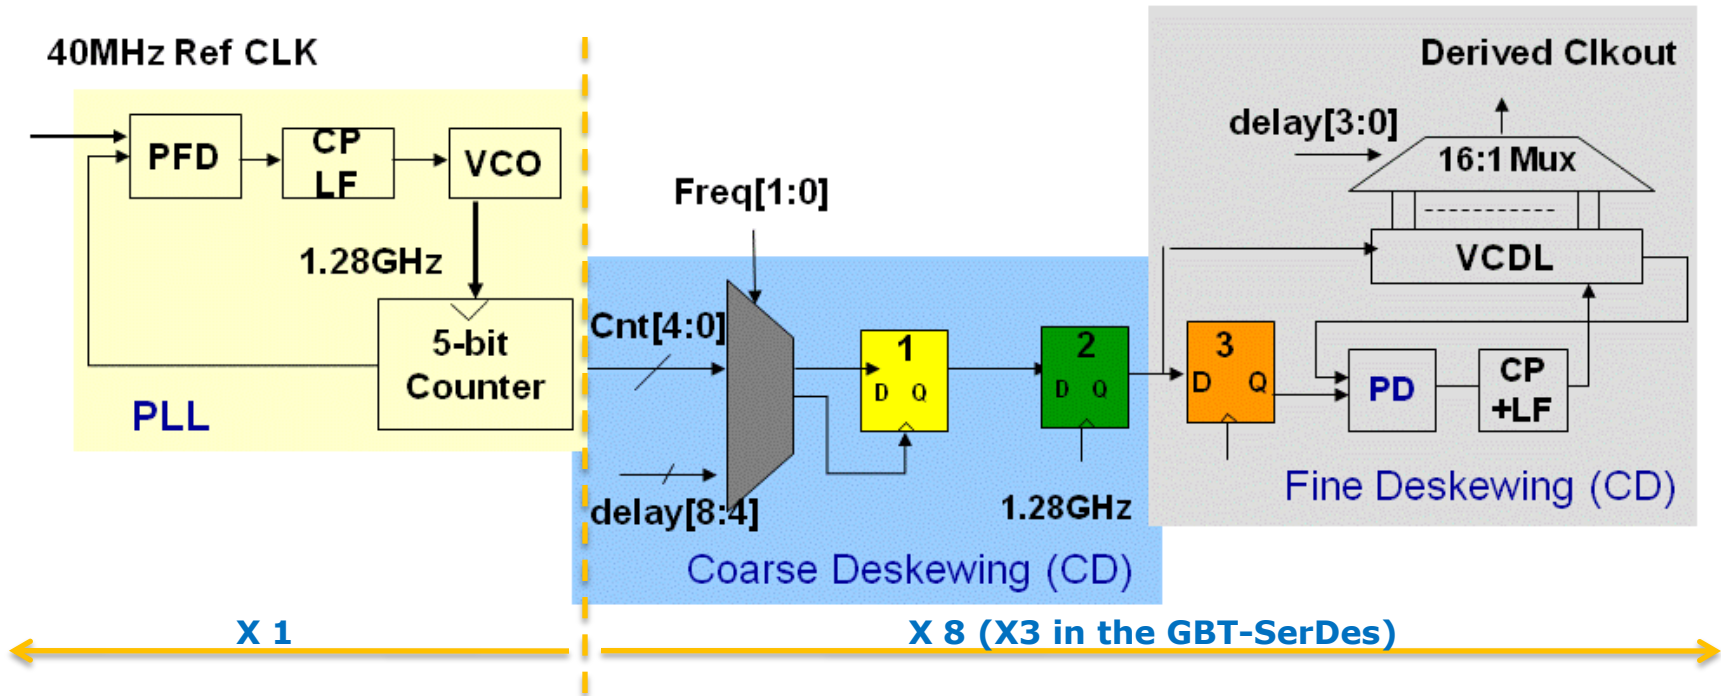 40MHz Ref CLK
PFD
CP
LF
VCO
1.28GHz
5-bit
Counter
PLL
Freq[1:0]
Cnt[4:0]
delay[8:4]
1
D Q
2
D Q
1.28GHz
Coarse Deskewing (CD)
Derived Clkout
delay[3:0]
16:1 Mux
VCDL
3
D Q
PD
CP
+LF
Fine Deskewing (CD)
X 1
X 8 (X3 in the GBT-SerDes)